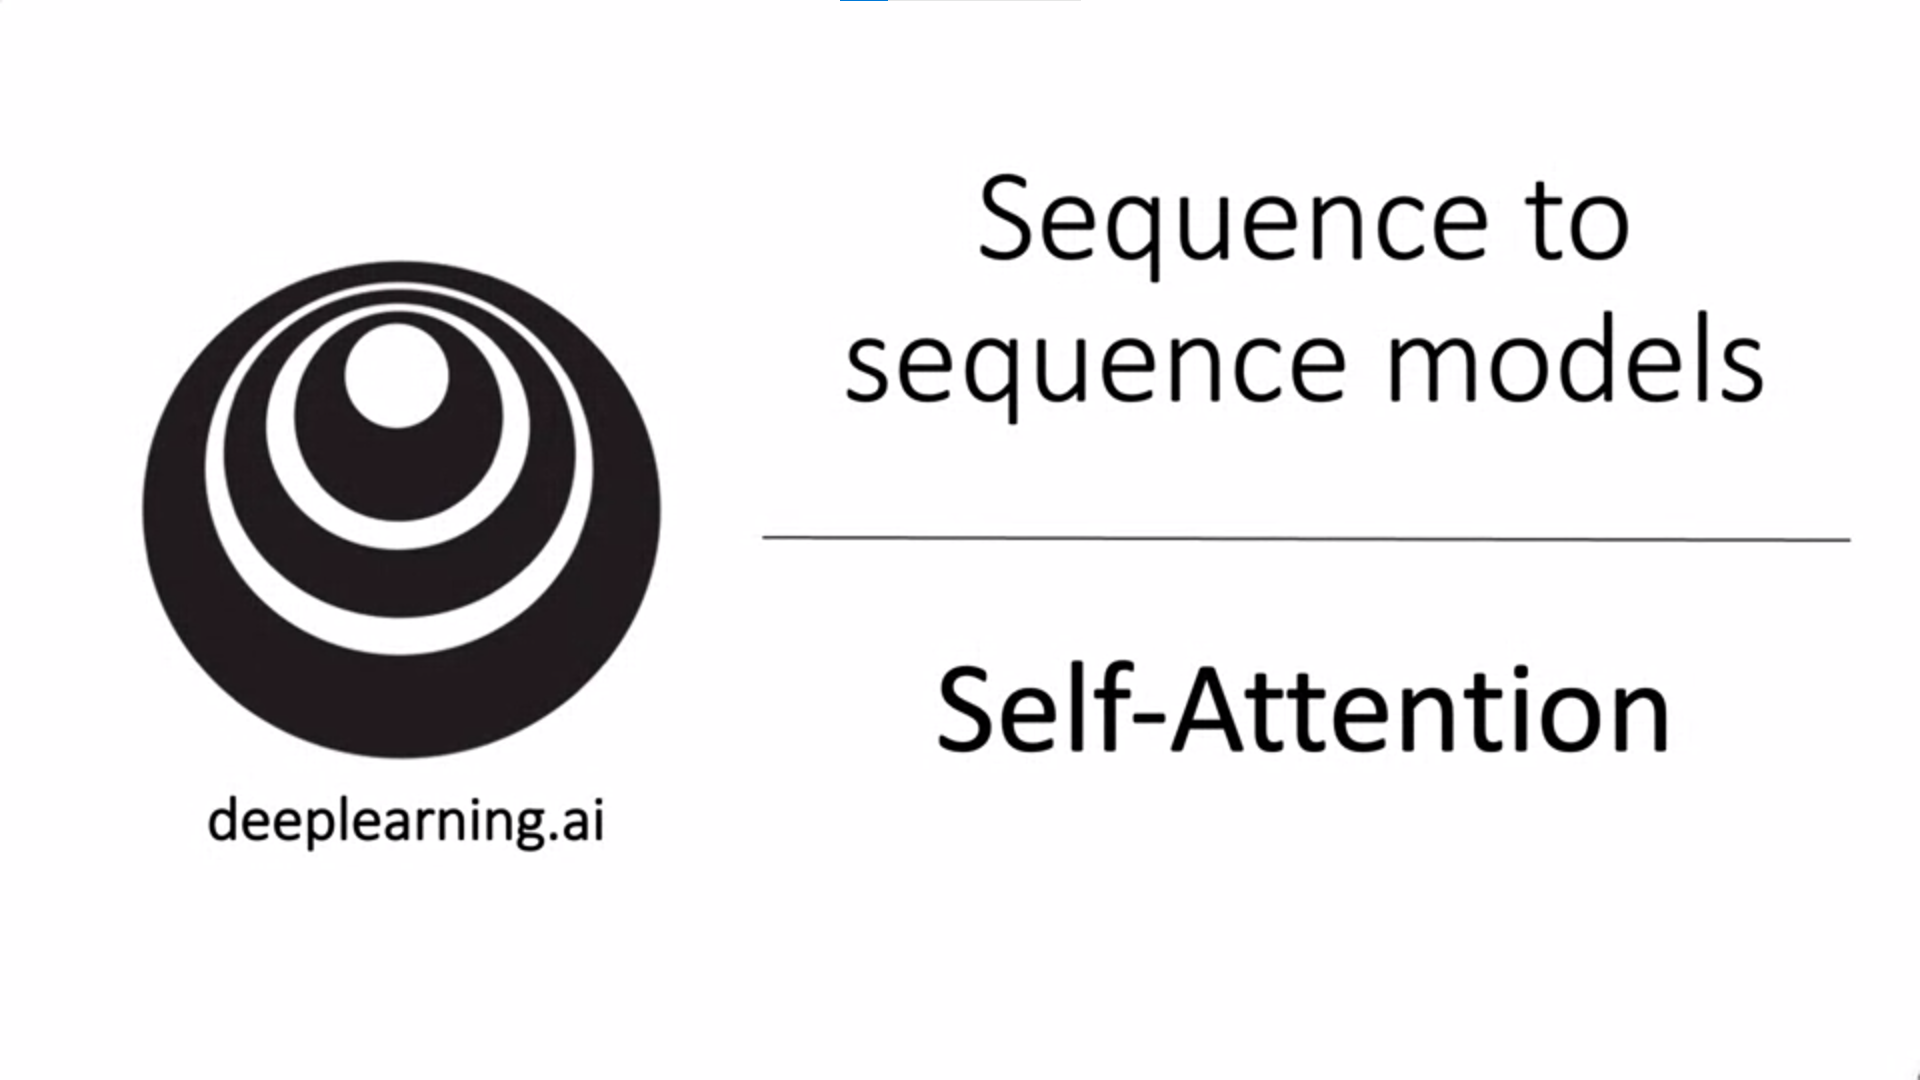 Sequence to
sequence models
Self-Attention
deeplearning.ai